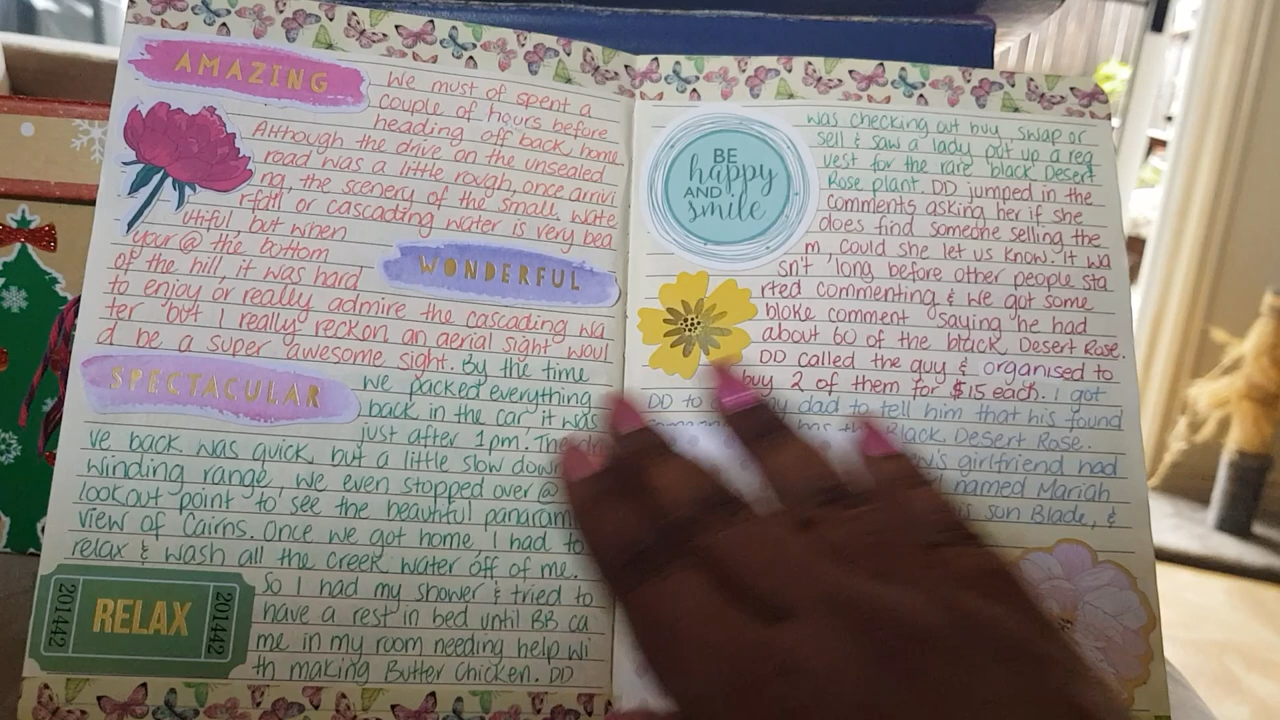 AMAZING
We must of spent a
couple of hours before
heading off back home
Although the drive on the unsealed
road was a little rough, once arrivi
ng, the scenery of the small wate
rfall or cascading water is very bea
utiful, but when
your @ the bottom
of the hill, it was hard
WONDERFUL
to enjoy or really admire the cascading wa
ter but I really reckon an aerial sight woul
d be a super awesome sight. By the time
SPECTACULAR
we packed everything
back in the car, it was
just after 1pm! The dri
ve back was quick but a little slow down
winding range, we even stopped over @
lookout point to see the beautiful panaram
view of Cairns. Once we got home, I had to
relax & wash all the creek water off of me.
RELAX
201442
201442
So I had my shower & tried to
have a rest in bed until BB ca
me in my room needing help wi
th making Butter Chicken. DD
BE
happy
AND
smile
was checking out buy, swap or
sell & saw a lady put up a req
vest for the rare black Desert
Rose plant. DD jumped in the
comments asking her if she
does find someone selling the
m, could she let us know. It wa
sn't long before other people sta
rted commenting & we got some
bloke comment saying he had
about 60 of the black Desert Rose.
DD called the guy & organised to
buy 2 of them for $15 each. I got
DD to my dad to tell him that his found
has the Black Desert Rose.
girlfriend had
named Mariah
sun Blade, &